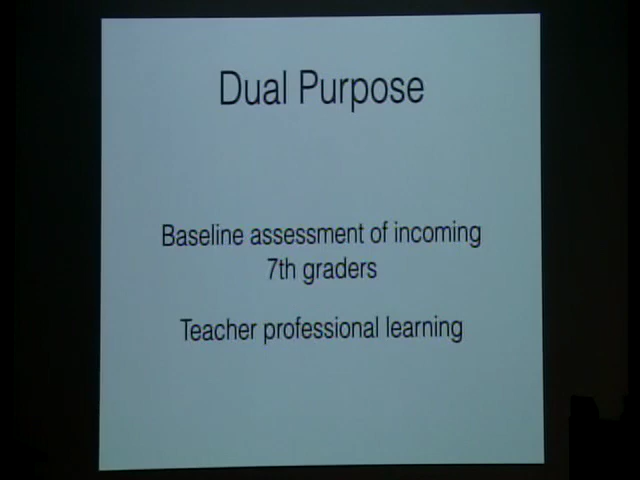 Dual Purpose
Baseline assessment of incoming
7th graders
Teacher professional learning